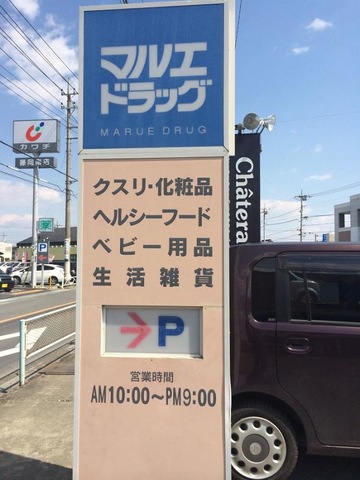 マルエ
ドラッグ
MARUE DRUG
クスリ・化粧品
ヘルシーフード
ベビー用品
生活雑貨
→P
営業時間
AM10:00～PM9:00
カワチ
P
Châtera